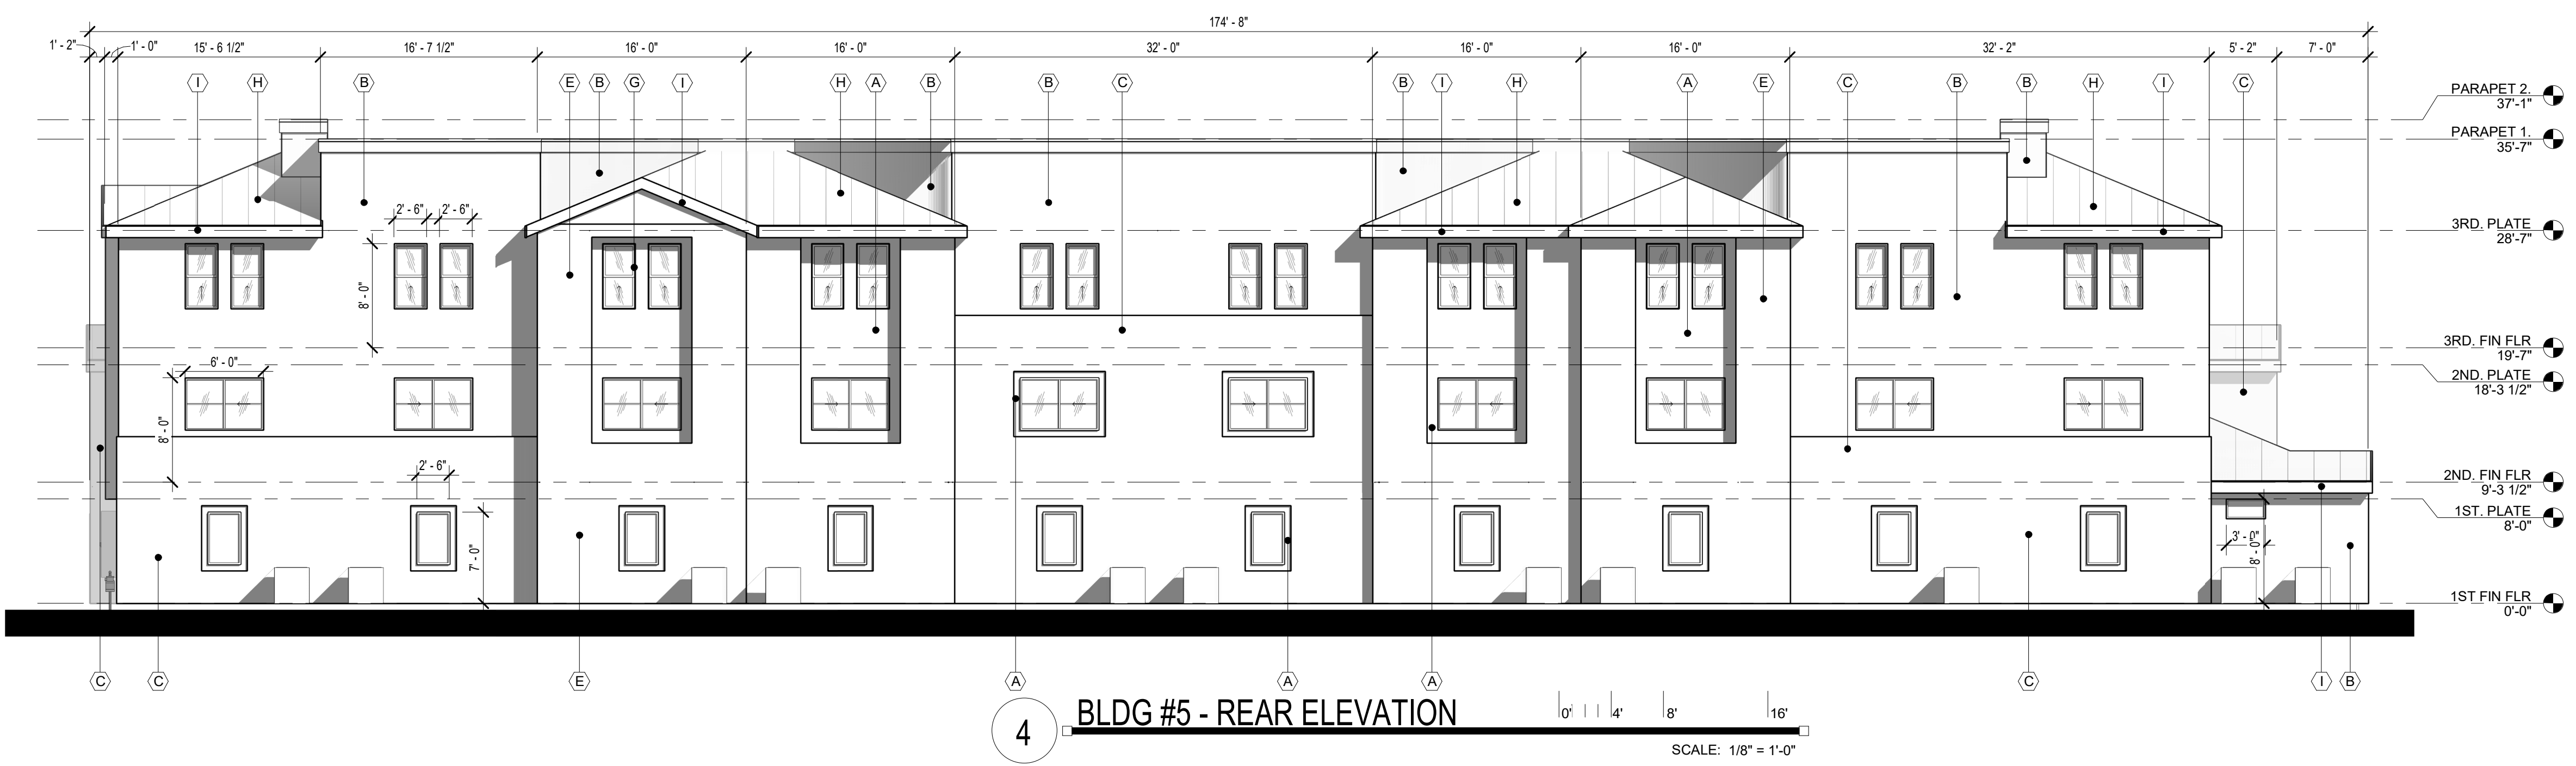 174' - 8"
1' - 2" 1' - 0" 15' - 6 1/2" 16' - 7 1/2" 16' - 0" 16' - 0" 32' - 0" 16' - 0" 16' - 0" 32' - 2" 5' - 2" 7' - 0"
I H B E B G I H A B B C B I H A E C B B H I C
PARAPET 2.
37'-1"
PARAPET 1.
35'-7"
2' - 6" 2' - 6"
3RD. PLATE
28'-7"
8' - 0"
3RD. FIN FLR
19'-7"
6' - 0"
2ND. PLATE
18'-3 1/2"
8' - 0"
2' - 6"
2ND. FIN FLR
9'-3 1/2"
1ST. PLATE
8'-0"
7' - 0"
3' - 0"
8' - 0"
1ST FIN FLR
0'-0"
C C E A A A C I B
4
BLDG #5 - REAR ELEVATION
0' 4' 8' 16'
SCALE: 1/8" = 1'-0"